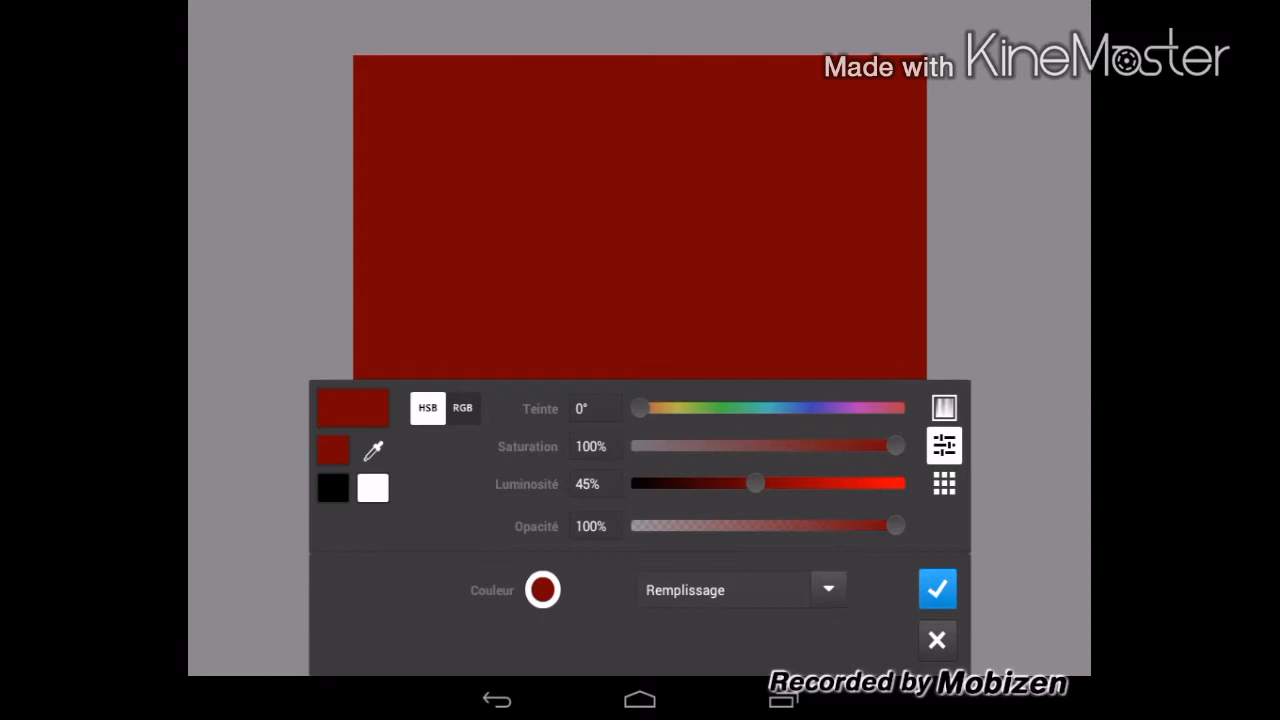 Made with KineMaster
HSB RGB Teinte 0°
Saturation 100%
Luminosité 45%
Opacité 100%
Couleur Remplissage
Recorded by Mobizen